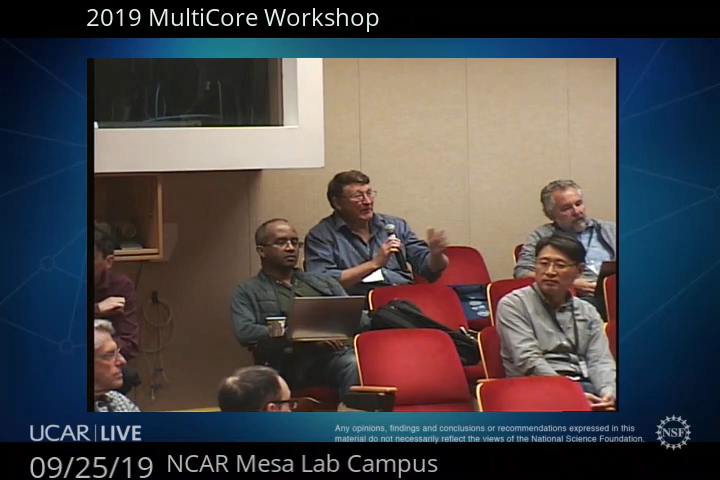 2019 MultiCore Workshop
UCAR|LIVE
Any opinions, findings and conclusions or recommendations expressed in this
material do not necessarily reflect the views of the National Science Foundation.
NSF
09/25/19 NCAR Mesa Lab Campus